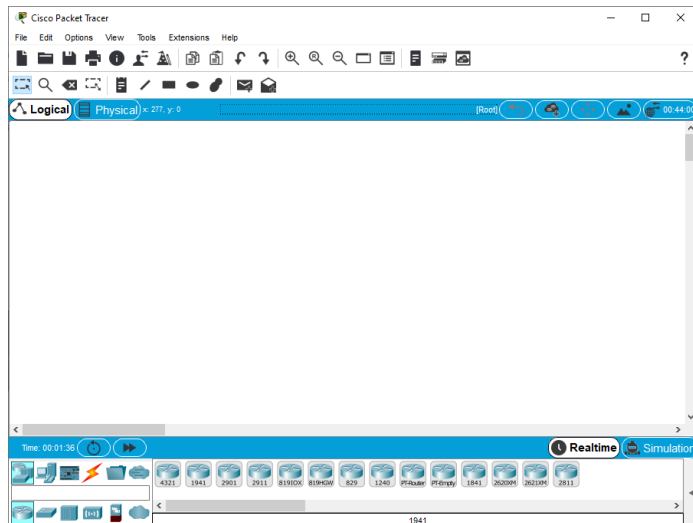 Cisco Packet Tracer
File Edit Options View Tools Extensions Help
?
Logical Physical x: 277, y: 0 [Root] 00:44:00
Time: 00:01:36 Realtime Simulation
4321 1941 2901 2911 819IOX 819HGW 829 1240 PT-Router PT-Empty 1841 2620XM 2621XM 2811
1941